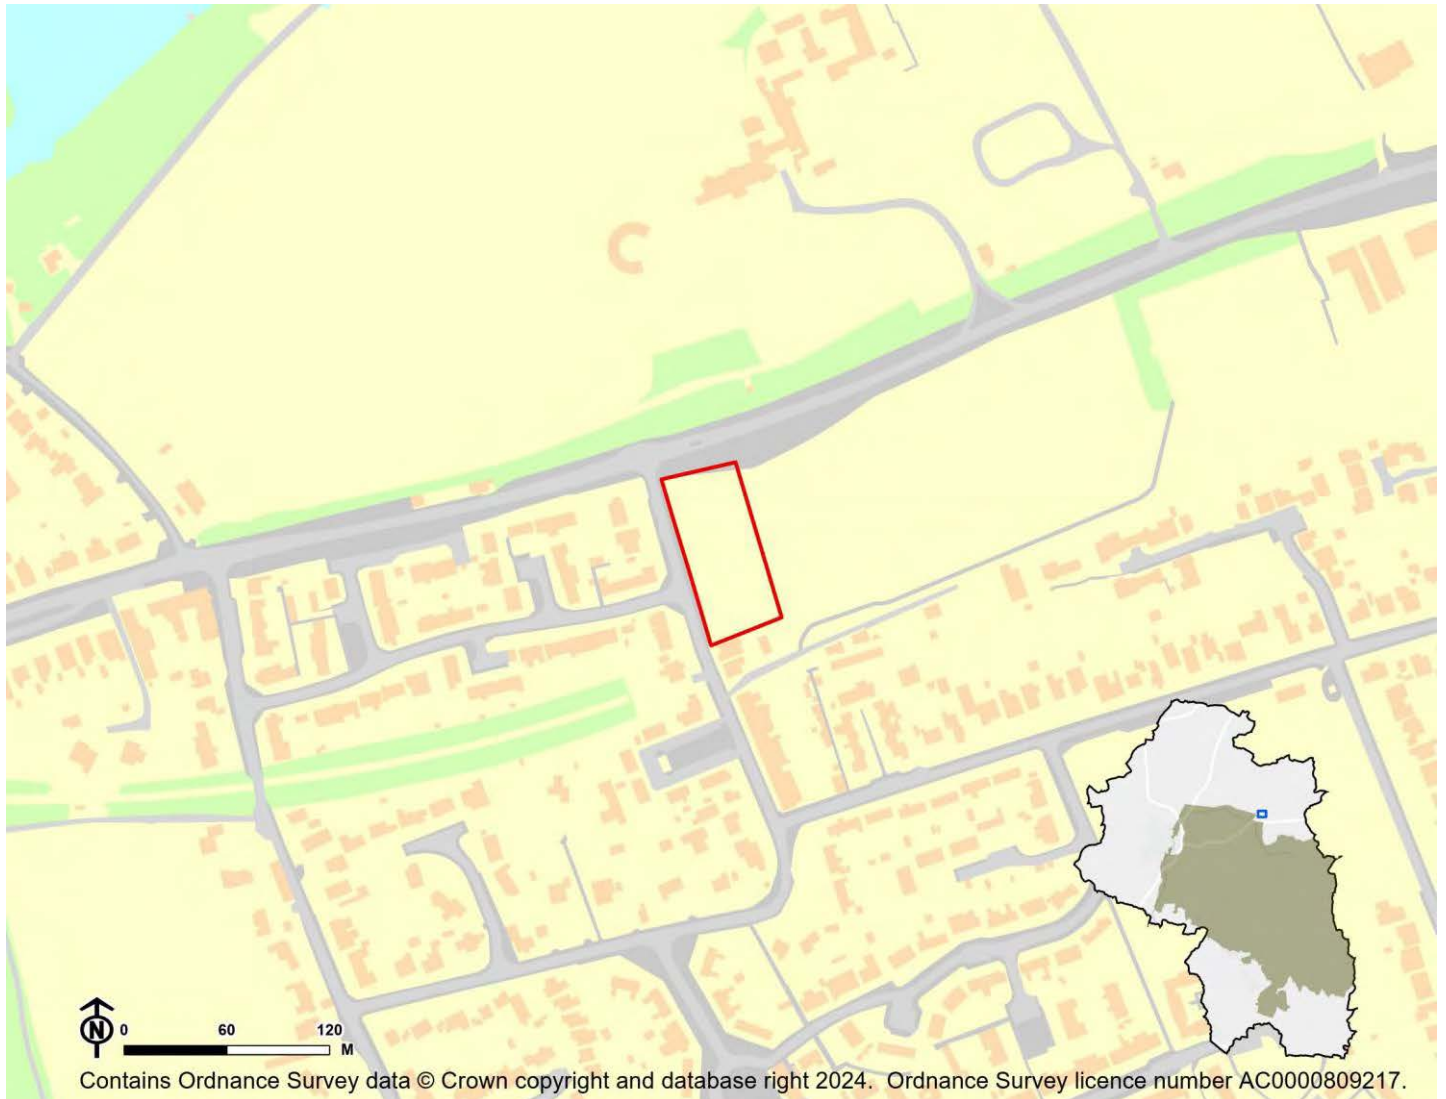 N
0 60 120
M
Contains Ordnance Survey data © Crown copyright and database right 2024. Ordnance Survey licence number AC0000809217.